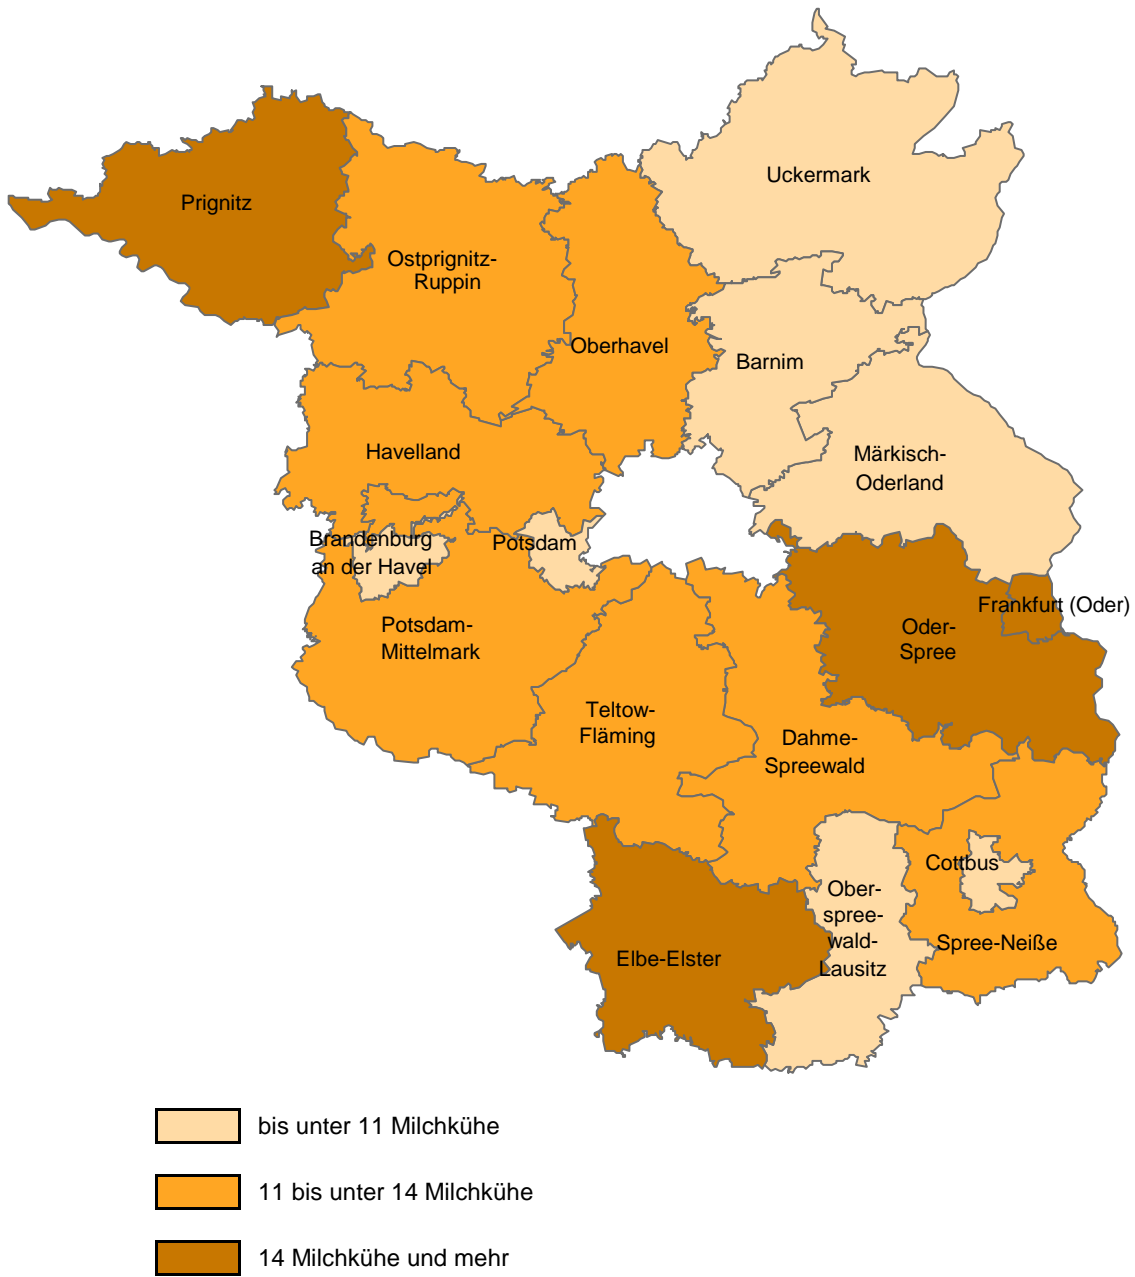 Uckermark
Prignitz
Ostprignitz-
Ruppin
Oberhavel
Barnim
Havelland
Märkisch-
Oderland
Brandenburg
an der Havel
Potsdam
Frankfurt (Oder)
Potsdam-
Mittelmark
Oder-
Spree
Teltow-
Fläming
Dahme-
Spreewald
Cottbus
Ober-
spree-
wald-
Lausitz
Spree-Neiße
Elbe-Elster
bis unter 11 Milchkühe
11 bis unter 14 Milchkühe
14 Milchkühe und mehr